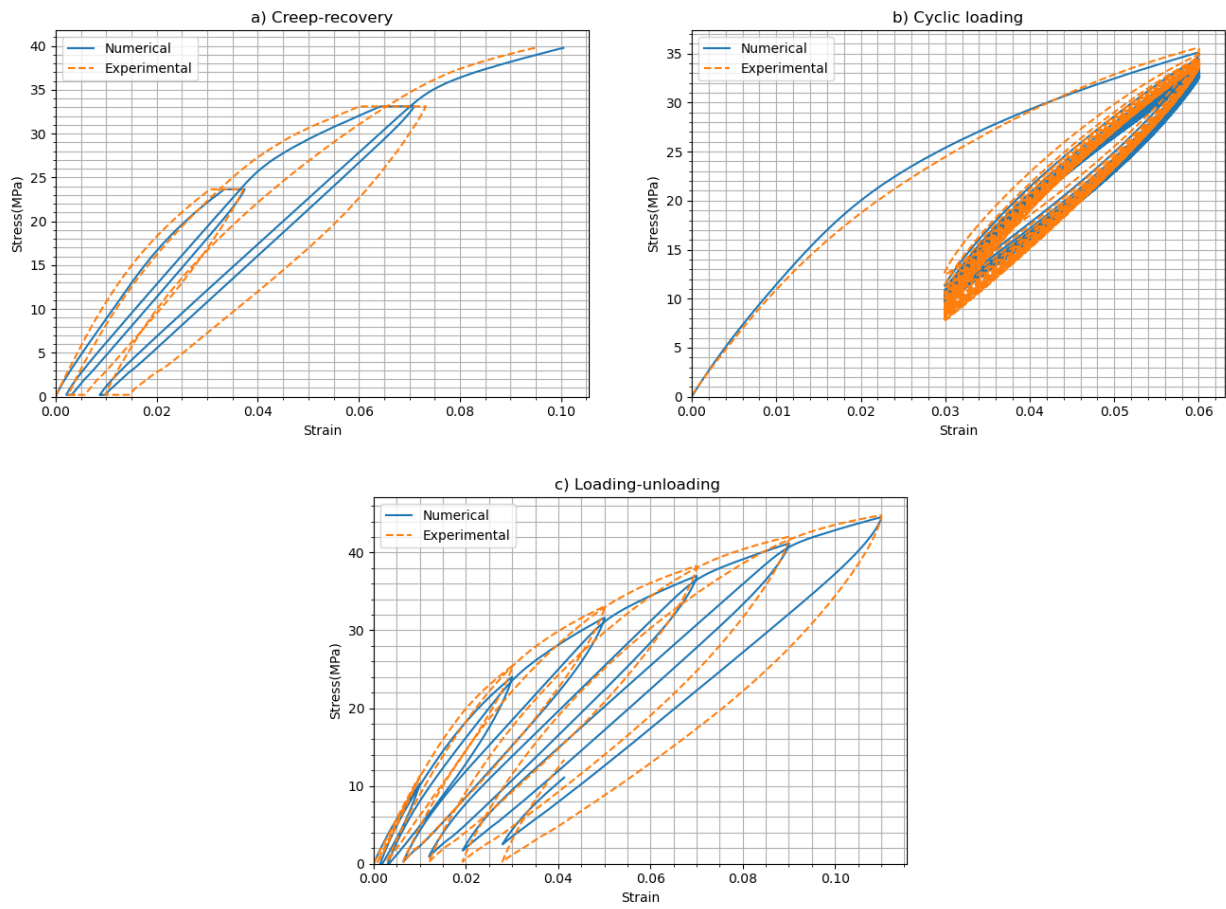 a) Creep-recovery
Numerical
Experimental
40
35
30
25
20
15
10
5
0
Stress(MPa)
0.00 0.02 0.04 0.06 0.08 0.10
Strain
b) Cyclic loading
Numerical
Experimental
35
30
25
20
15
10
5
0
Stress(MPa)
0.00 0.01 0.02 0.03 0.04 0.05 0.06
Strain
c) Loading-unloading
Numerical
Experimental
40
30
20
10
0
Stress(MPa)
0.00 0.02 0.04 0.06 0.08 0.10
Strain